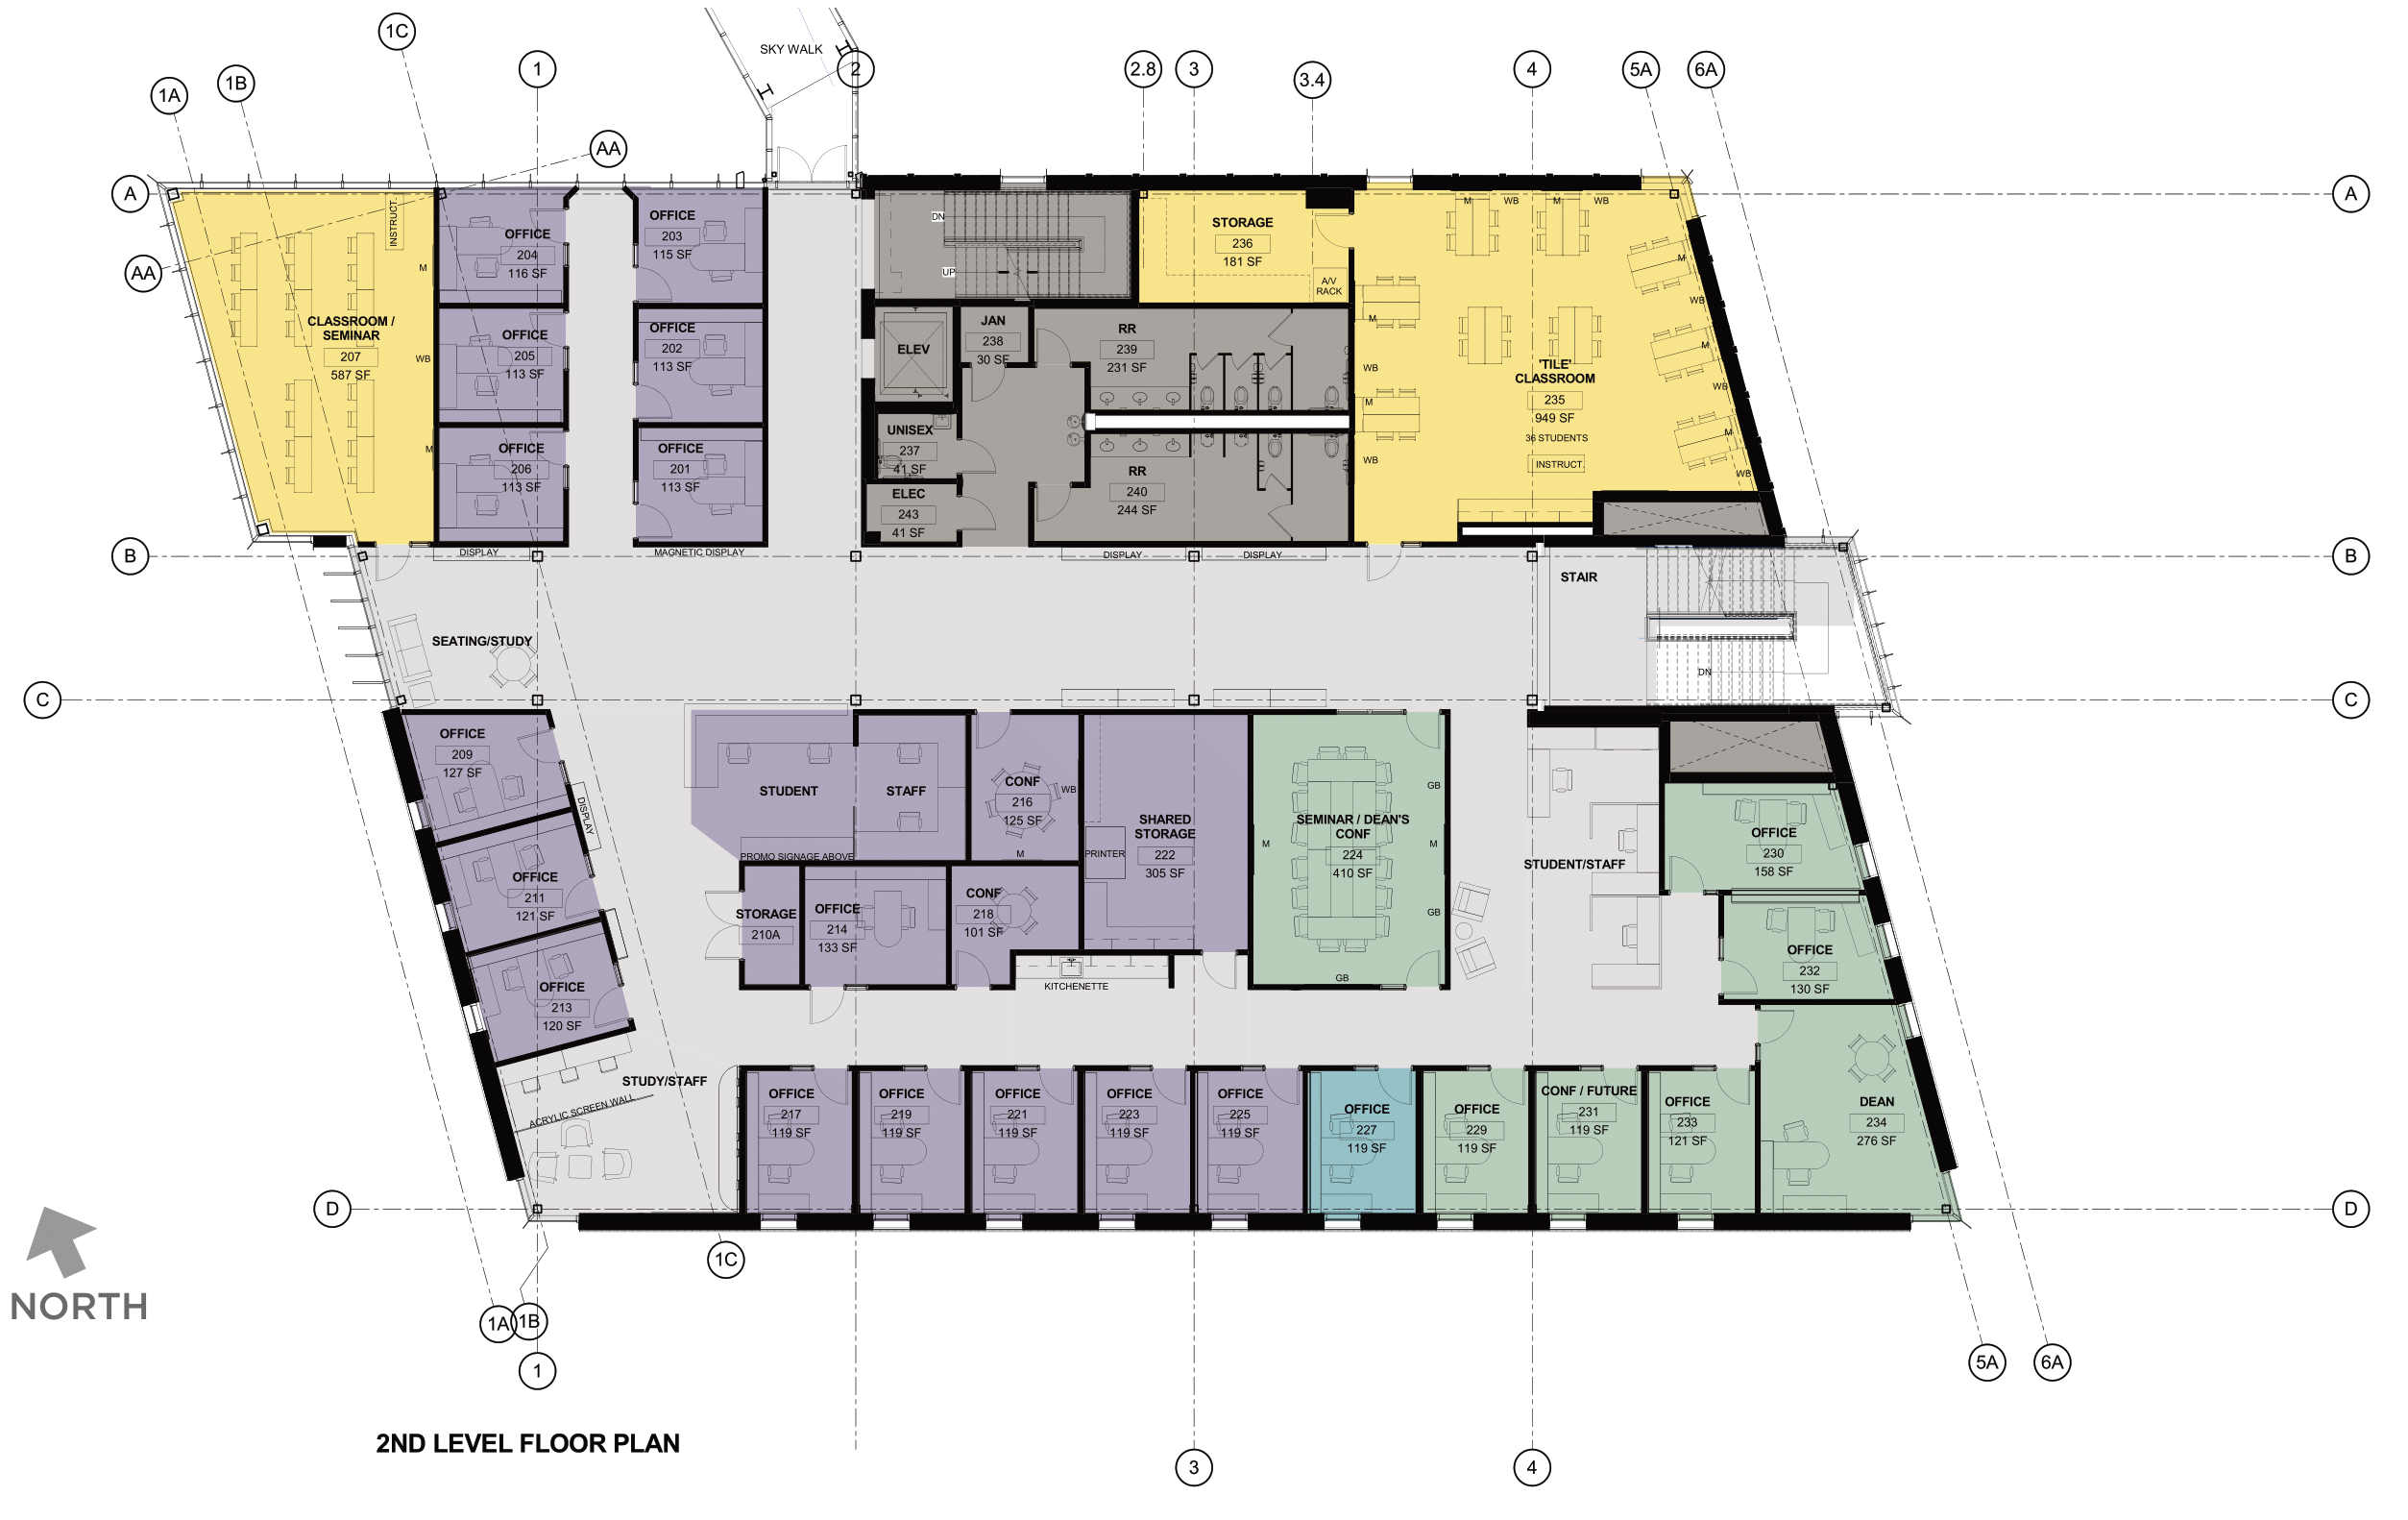 1C
SKY WALK
1
2
2.8
3
3.4
4
5A
6A
1A
1B
AA
A
A
AA
INSTRUCT.
M
WB
M
CLASSROOM /
SEMINAR
207
587 SF
OFFICE
204
116 SF
OFFICE
203
115 SF
OFFICE
205
113 SF
OFFICE
202
113 SF
OFFICE
206
113 SF
OFFICE
201
113 SF
DN
UP
STORAGE
236
181 SF
A/V
RACK
ELEV
JAN
238
30 SF
RR
239
231 SF
UNISEX
237
41 SF
ELEC
243
41 SF
RR
240
244 SF
M
WB
M
WB
M
WB
M
WB
M
WB
M
WB
M
WB
'TILE'
CLASSROOM
235
949 SF
36 STUDENTS
INSTRUCT.
B
DISPLAY
MAGNETIC DISPLAY
DISPLAY
DISPLAY
B
STAIR
DN
SEATING/STUDY
C
C
OFFICE
209
127 SF
DISPLAY
OFFICE
211
121 SF
OFFICE
213
120 SF
STUDENT
STAFF
PROMO SIGNAGE ABOVE
CONF
216
125 SF
WB
M
SHARED
STORAGE
222
305 SF
PRINTER
SEMINAR / DEAN'S
CONF
224
410 SF
M
GB
M
GB
GB
STUDENT/STAFF
OFFICE
230
158 SF
STORAGE
210A
OFFICE
214
133 SF
CONF
218
101 SF
KITCHENETTE
OFFICE
232
130 SF
STUDY/STAFF
ACRYLIC SCREEN WALL
OFFICE
217
119 SF
OFFICE
219
119 SF
OFFICE
221
119 SF
OFFICE
223
119 SF
OFFICE
225
119 SF
OFFICE
227
119 SF
OFFICE
229
119 SF
CONF / FUTURE
231
119 SF
OFFICE
233
121 SF
DEAN
234
276 SF
D
D
1C
NORTH
1A
1B
1
5A
6A
2ND LEVEL FLOOR PLAN
3
4